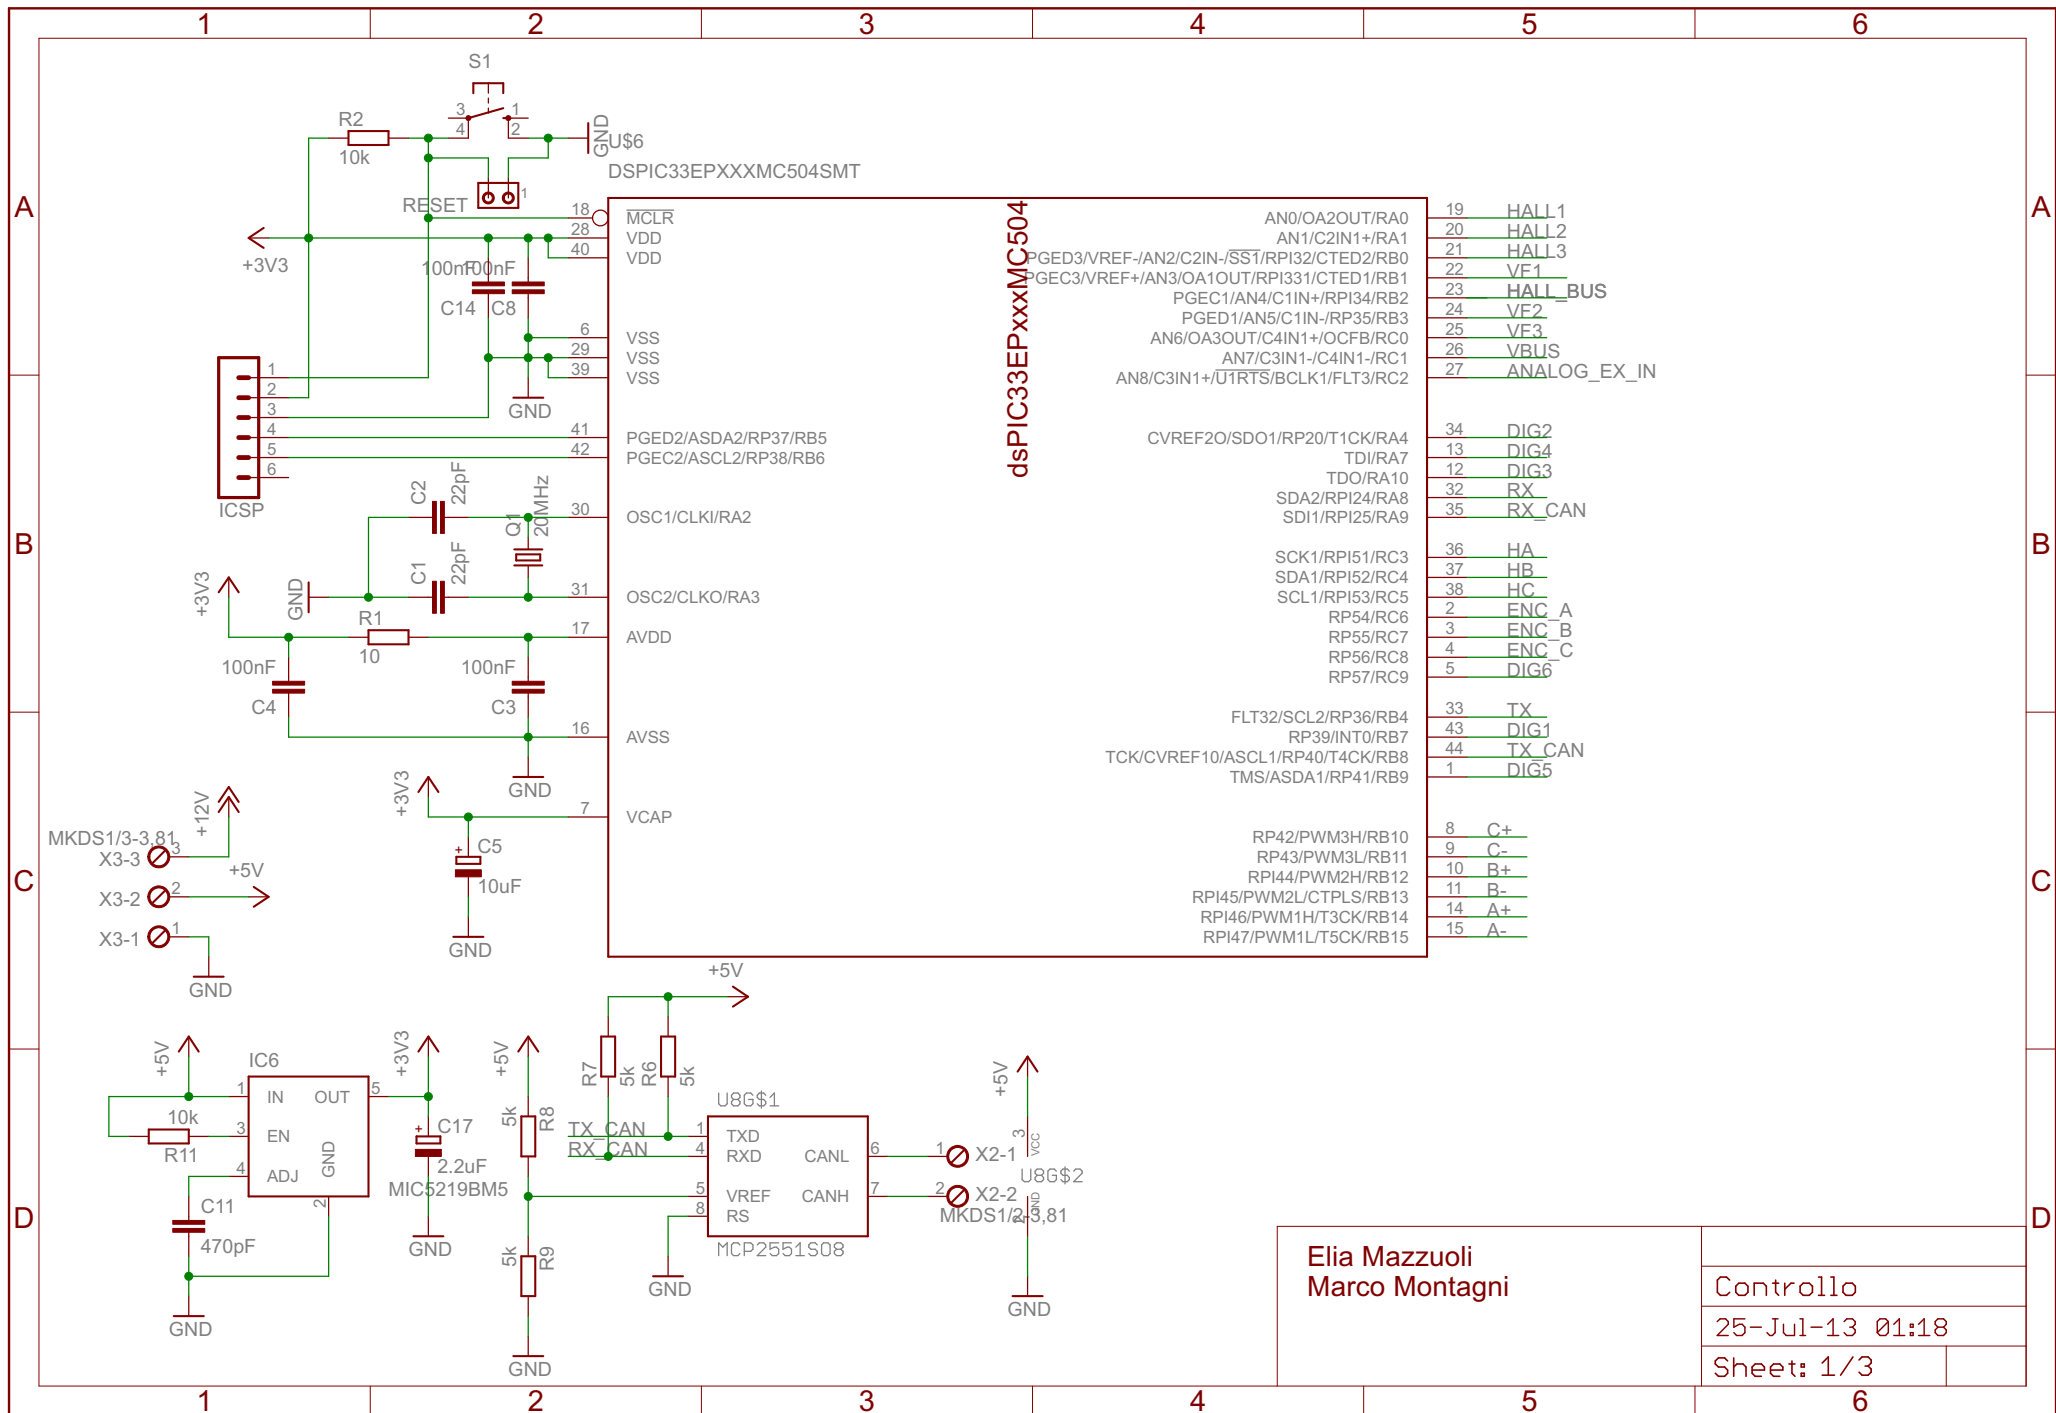 1 2 3 4 5 6
A
B
C
D
A
B
C
D
1 2 3 4 5 6
S1
3
4
1
2
R2
10k
GND
U$6
DSPIC33EPXXXMC504SMT
RESET
1
+3V3
100nF
100nF
C14
C8
GND
1
2
3
4
5
6
ICSP
C2
22pF
Q1
20MHz
C1
22pF
GND
+3V3
R1
10
100nF
C4
100nF
C3
GND
+3V3
C5
+
10uF
GND
dsPIC33EPxxxMC504
18 MCLR
28 VDD
40 VDD
6 VSS
29 VSS
39 VSS
41 PGED2/ASDA2/RP37/RB5
42 PGEC2/ASCL2/RP38/RB6
30 OSC1/CLKI/RA2
31 OSC2/CLKO/RA3
17 AVDD
16 AVSS
7 VCAP
AN0/OA2OUT/RA0 19 HALL1
AN1/C2IN1+/RA1 20 HALL2
PGED3/VREF-/AN2/C2IN-/SS1/RPI32/CTED2/RB0 21 HALL3
PGEC3/VREF+/AN3/OA1OUT/RPI331/CTED1/RB1 22 VF1
PGEC1/AN4/C1IN+/RPI34/RB2 23 HALL_BUS
PGED1/AN5/C1IN-/RP35/RB3 24 VF2
AN6/OA3OUT/C4IN1+/OCFB/RC0 25 VF3
AN7/C3IN1-/C4IN1-/RC1 26 VBUS
AN8/C3IN1+/U1RTS/BCLK1/FLT3/RC2 27 ANALOG_EX_IN
CVREF2O/SDO1/RP20/T1CK/RA4 34 DIG2
TDI/RA7 13 DIG4
TDO/RA10 12 DIG3
SDA2/RPI24/RA8 32 RX
SDI1/RPI25/RA9 35 RX_CAN
SCK1/RPI51/RC3 36 HA
SDA1/RPI52/RC4 37 HB
SCL1/RPI53/RC5 38 HC
RP54/RC6 2 ENC_A
RP55/RC7 3 ENC_B
RP56/RC8 4 ENC_C
RP57/RC9 5 DIG6
FLT32/SCL2/RP36/RB4 33 TX
RP39/INT0/RB7 43 DIG1
TCK/CVREF10/ASCL1/RP40/T4CK/RB8 44 TX_CAN
TMS/ASDA1/RP41/RB9 1 DIG5
RP42/PWM3H/RB10 8 C+
RP43/PWM3L/RB11 9 C-
RPI44/PWM2H/RB12 10 B+
RPI45/PWM2L/CTPLS/RB13 11 B-
RPI46/PWM1H/T3CK/RB14 14 A+
RPI47/PWM1L/T5CK/RB15 15 A-
+12V
MKDS1/3-3,81
X3-3 3
+5V
X3-2 2
X3-1 1
GND
+5V
IC6
1 IN OUT 5
3 EN
4 ADJ
GND
2
10k
R11
C11
470pF
GND
+3V3
+
C17
2.2uF
MIC5219BM5
GND
+5V
5k
R8
5k
R9
GND
+5V
R7
5k
R6
5k
TX_CAN
RX_CAN
U8G$1
1 TXD
4 RXD CANL 6
5 VREF CANH 7
8 RS
MCP2551SO8
GND
1 X2-1
2 X2-2
MKDS1/2-3,81
+5V
3
VCC
U8G$2
GND
2
GND
Elia Mazzuoli
Marco Montagni
Controllo
25-Jul-13 01:18
Sheet: 1/3